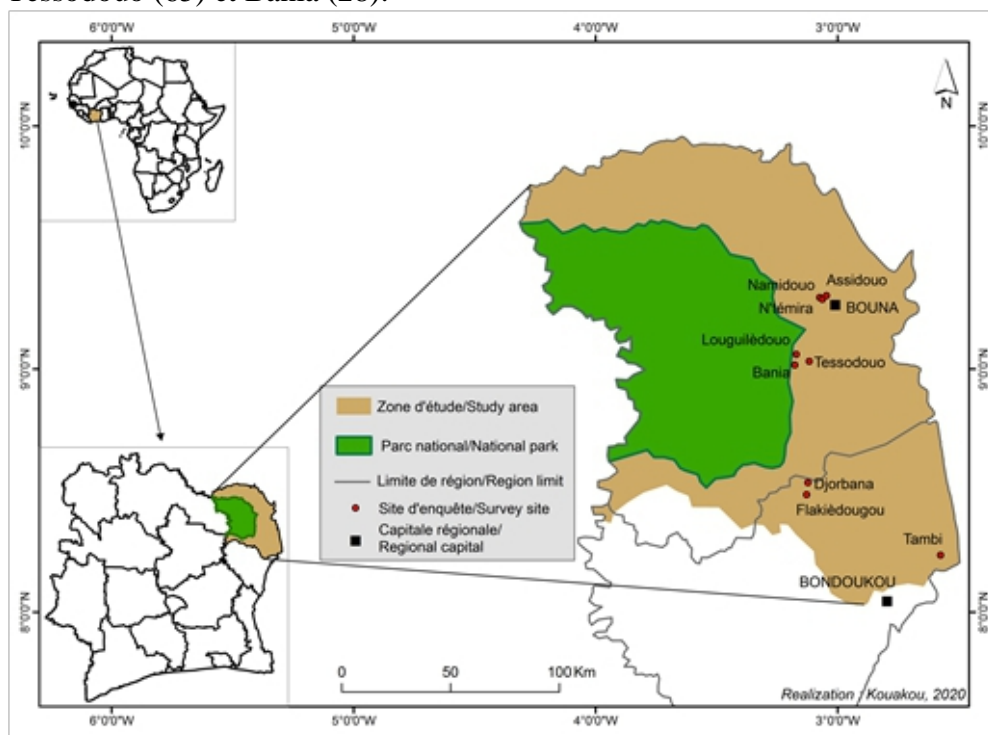 Tessodouo (65) et Bania (28).
6°0'0"W 5°0'0"W 4°0'0"W 3°0'0"W
N
10°0'0"N 10°0'0"N
Namidouo Assidouo
N'lémira BOUNA
Louguilèdouo
Tessodouo
9°0'0"N 9°0'0"N
Bania
Zone d'étude/Study area
Parc national/National park
Limite de région/Region limit
Site d'enquête/Survey site
Capitale régionale/
Regional capital
Djorbana
Flakièdougou
Tambi
BONDOUKOU
8°0'0"N 8°0'0"N
0 50 100 Km
Realization : Kouakou, 2020
6°0'0"W 5°0'0"W 4°0'0"W 3°0'0"W